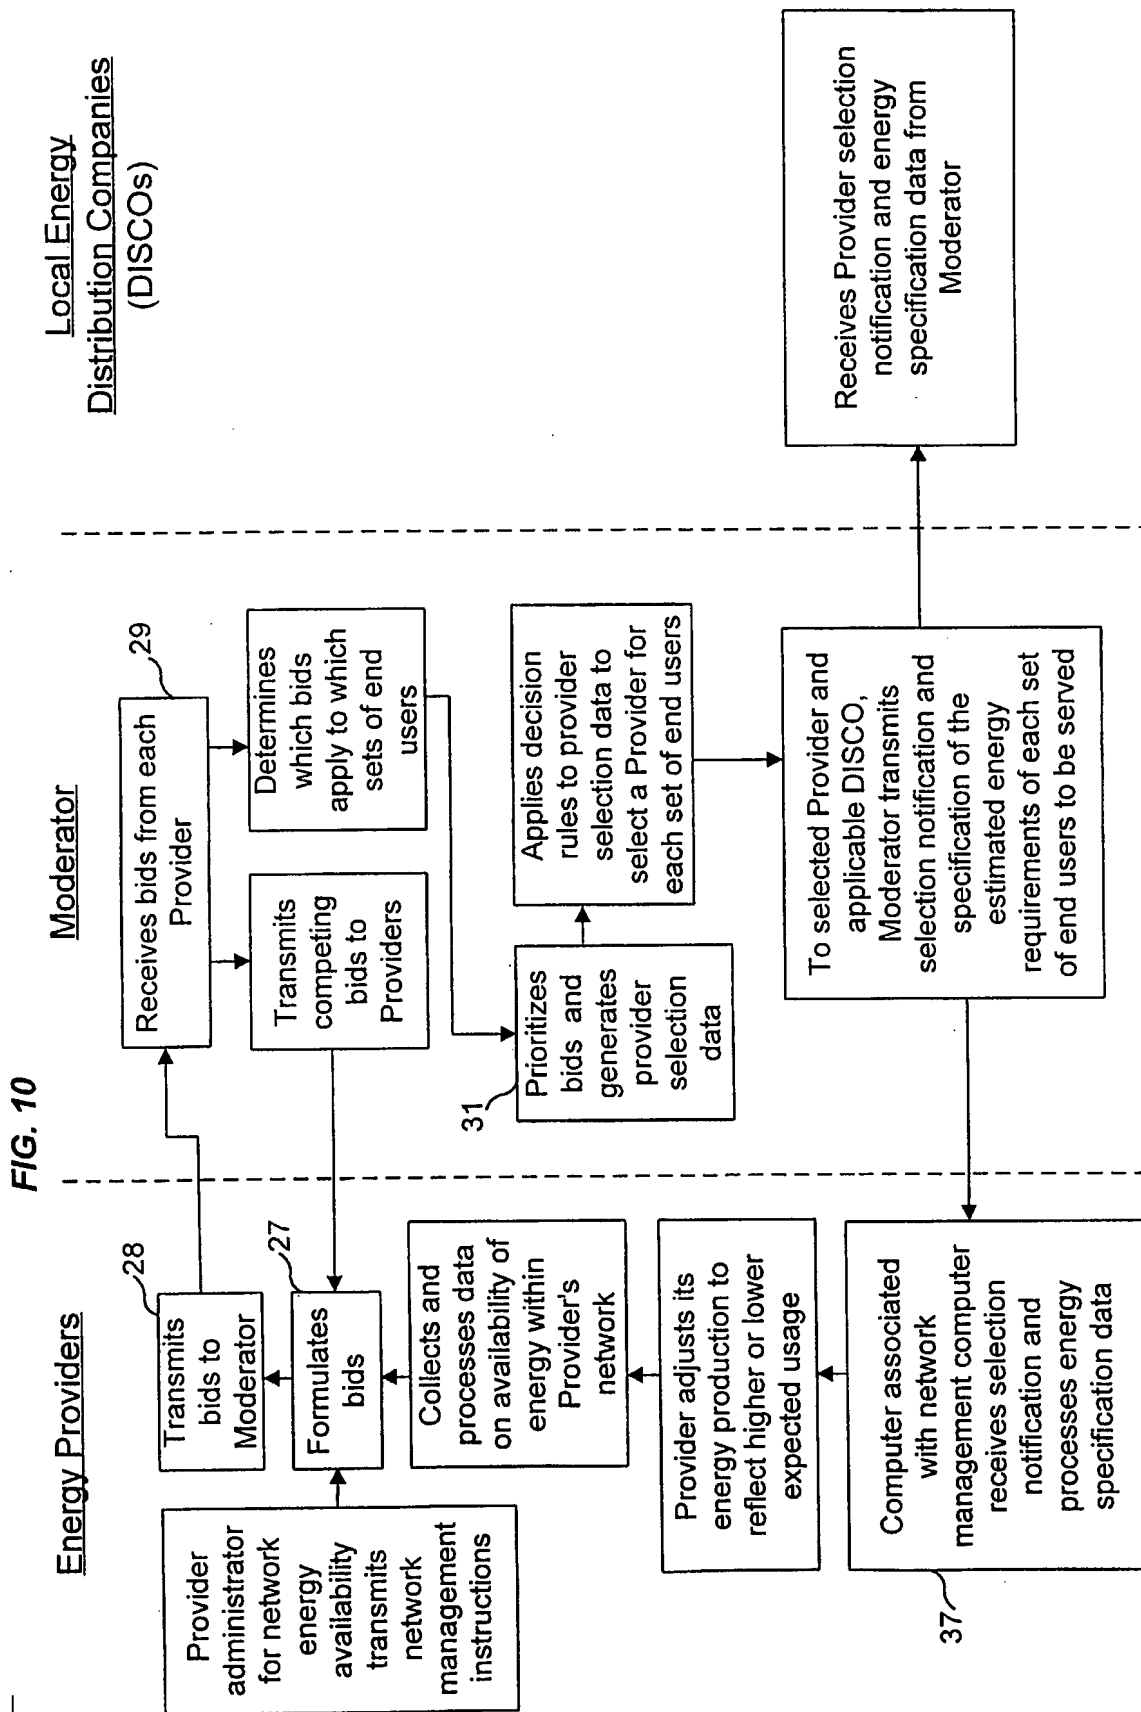 FIG. 10
Energy Providers
Moderator
Local Energy
Distribution Companies
(DISCOs)
Provider
administrator
for network
energy
availability
transmits
network
management
instructions
28
Transmits
bids to
Moderator
27
Formulates
bids
Collects and
processes data
on availability of
energy within
Provider's
network
Provider adjusts its
energy production to
reflect higher or lower
expected usage
Computer associated
with network
management computer
receives selection
notification and
processes energy
specification data
37
29
Receives bids from each
Provider
Transmits
competing
bids to
Providers
Determines
which bids
apply to which
sets of end
users
31
Prioritizes
bids and
generates
provider
selection
data
Applies decision
rules to provider
selection data to
select a Provider for
each set of end users
To selected Provider and
applicable DISCO,
Moderator transmits
selection notification and
specification of the
estimated energy
requirements of each set
of end users to be served
Receives Provider selection
notification and energy
specification data from
Moderator